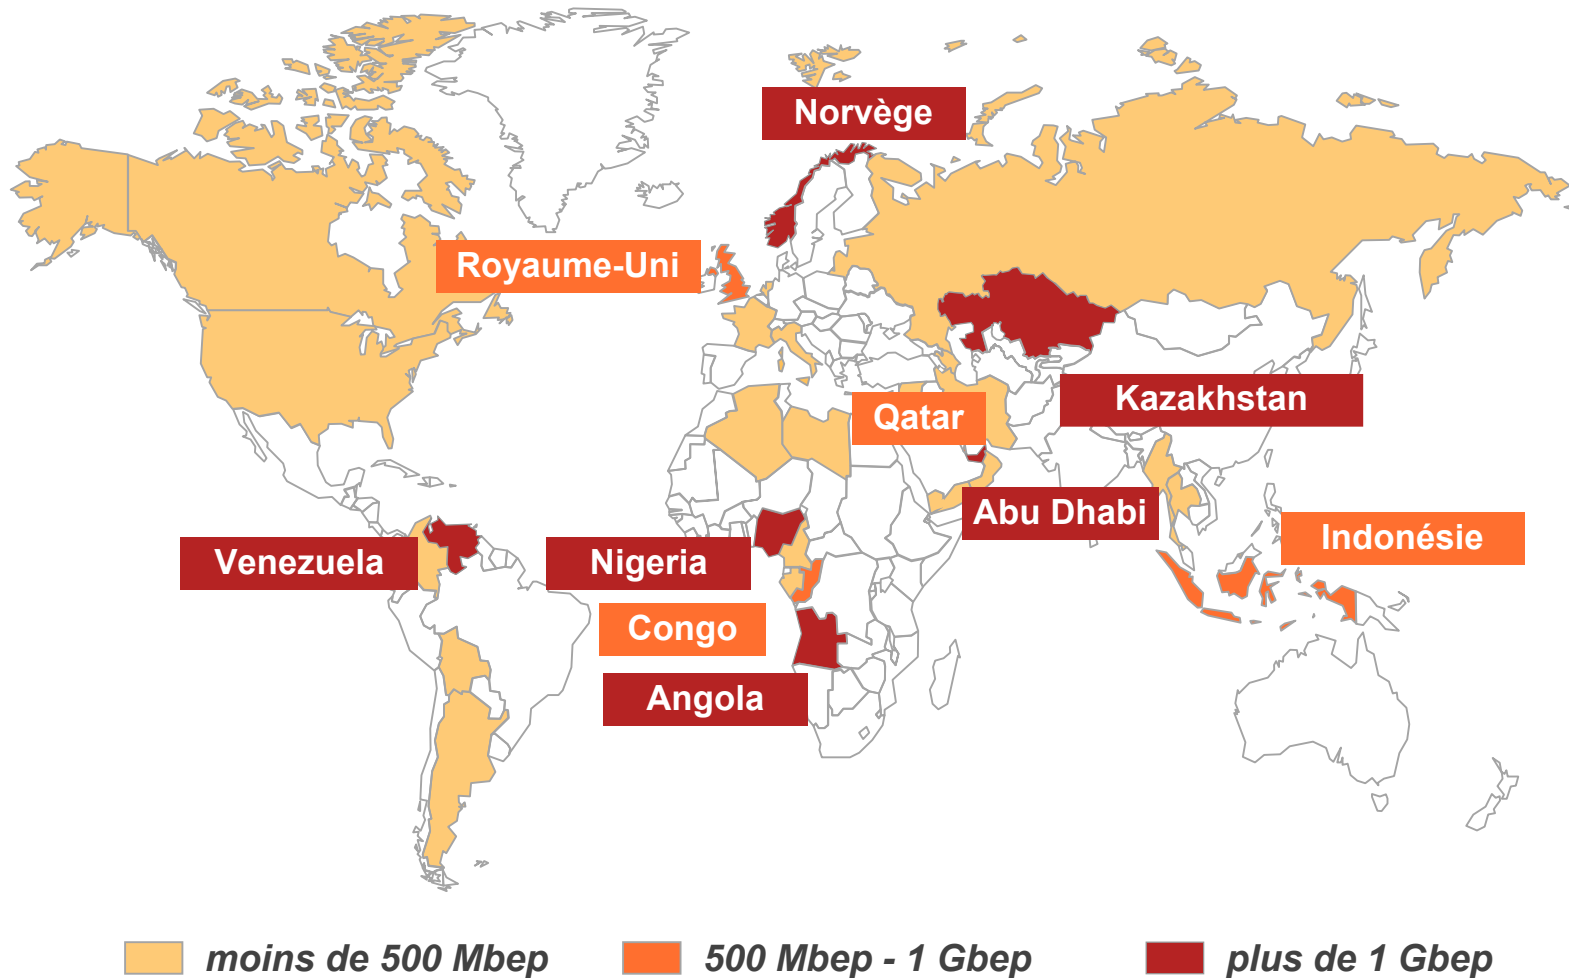 Norvège
Royaume-Uni
Kazakhstan
Qatar
Abu Dhabi
Indonésie
Venezuela
Nigeria
Congo
Angola
moins de 500 Mbep
500 Mbep - 1 Gbep
plus de 1 Gbep